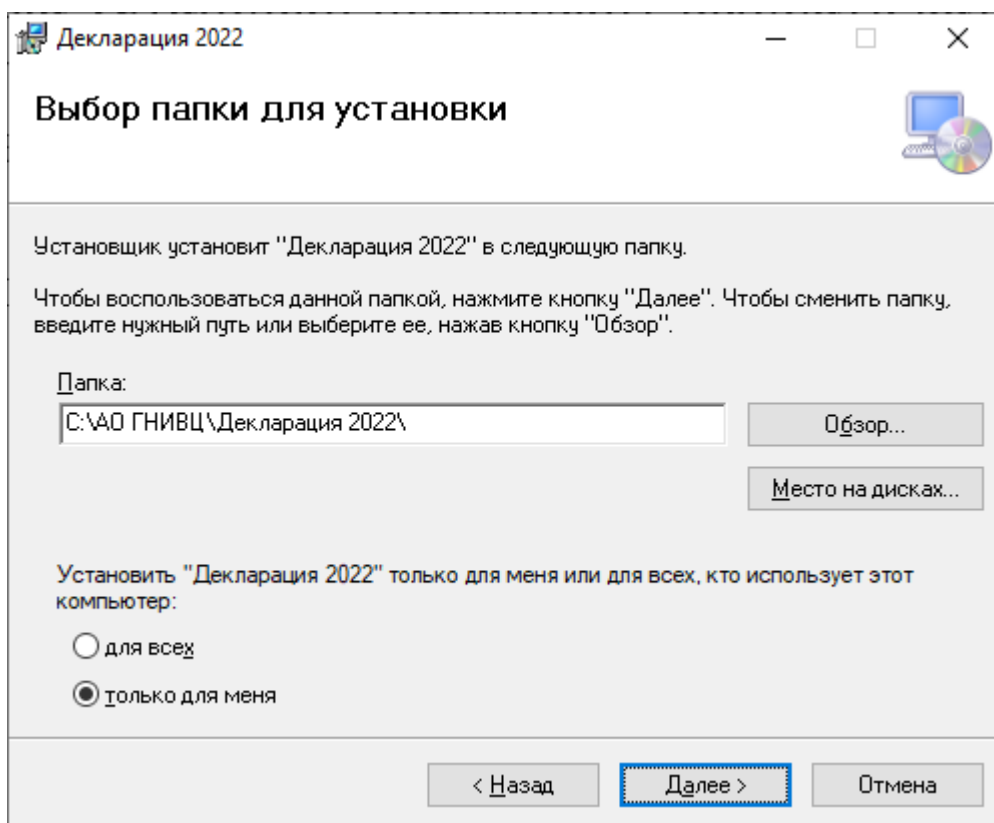 Декларация 2022
Выбор папки для установки
Установщик установит "Декларация 2022" в следующую папку.
Чтобы воспользоваться данной папкой, нажмите кнопку "Далее". Чтобы сменить папку,
введите нужный путь или выберите ее, нажав кнопку "Обзор".
Папка:
C:\АО ГНИВЦ\Декларация 2022\
Обзор...
Место на дисках...
Установить "Декларация 2022" только для меня или для всех, кто использует этот
компьютер:
для всех
только для меня
< Назад
Далее >
Отмена